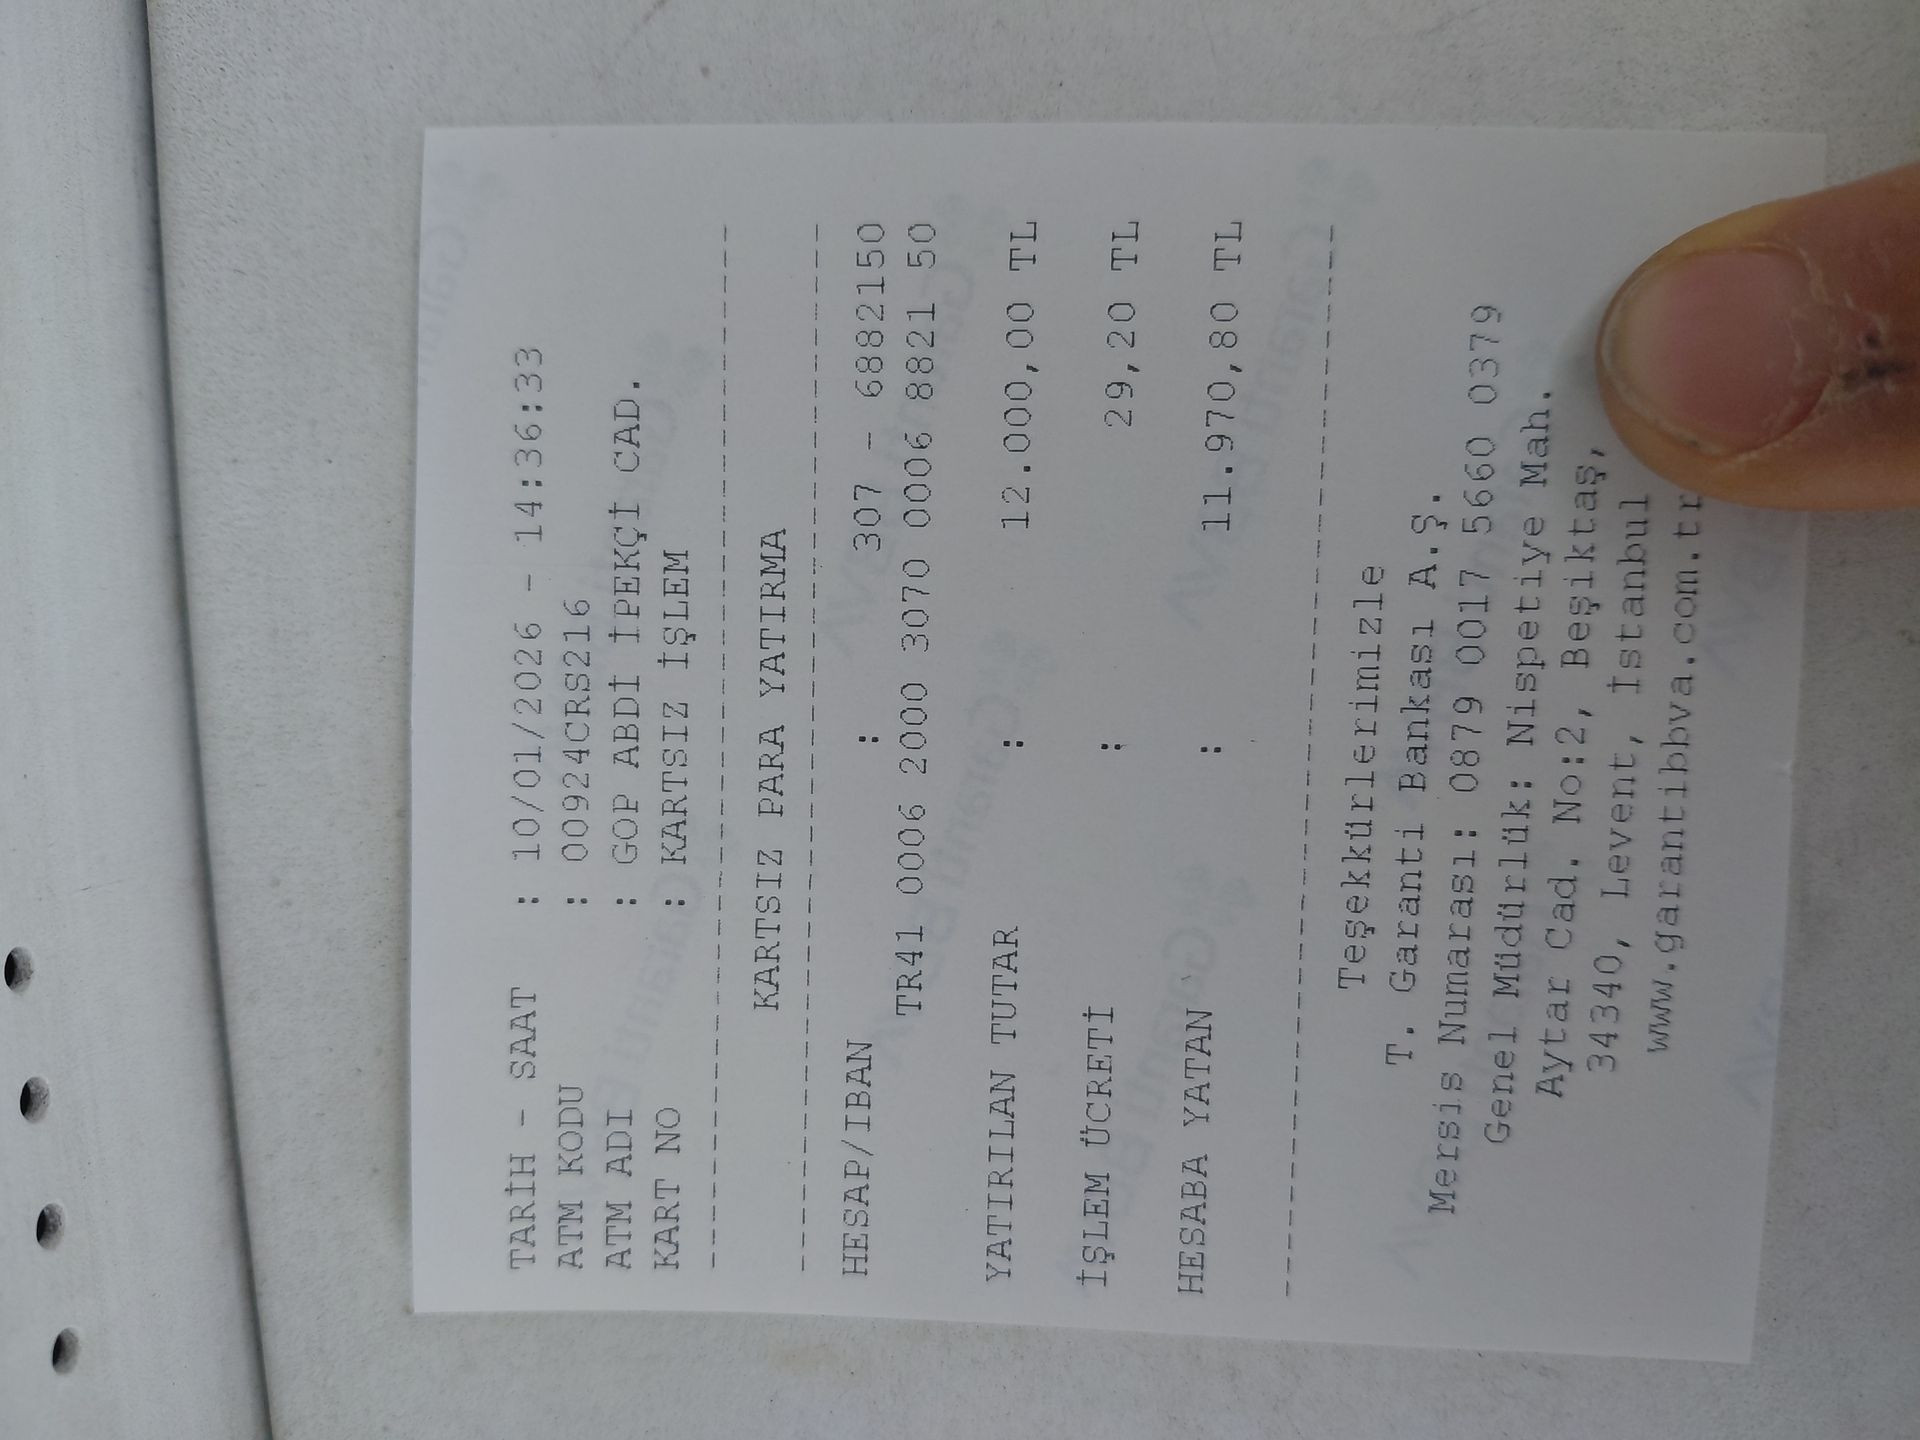 TARİH - SAAT : 10/01/2026 - 14:36:33
ATM KODU : 00924CRS216
ATM ADI : GOP ABDİ İPEKÇİ CAD.
KART NO : KARTSIZ İŞLEM
KARTSIZ PARA YATIRMA
HESAP/IBAN : 307 - 6882150
TR41 0006 2000 3070 0006 8821 50
YATIRILAN TUTAR : 12.000,00 TL
İŞLEM ÜCRETİ : 29,20 TL
HESABA YATAN : 11.970,80 TL
Teşekkürlerimizle
T. Garanti Bankası A.Ş.
Mersis Numarası: 0879 0017 5660 0379
Genel Müdürlük: Nispetiye Mah.
Aytar Cad. No:2, Beşiktaş,
34340, Levent, İstanbul
www.garantibbva.com.tr